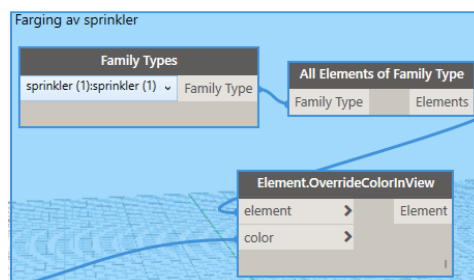 Farging av sprinkler
Family Types
sprinkler (1):sprinkler (1)
Family Type
All Elements of Family Type
Family Type
Elements
Element.OverrideColorInView
element
Element
color